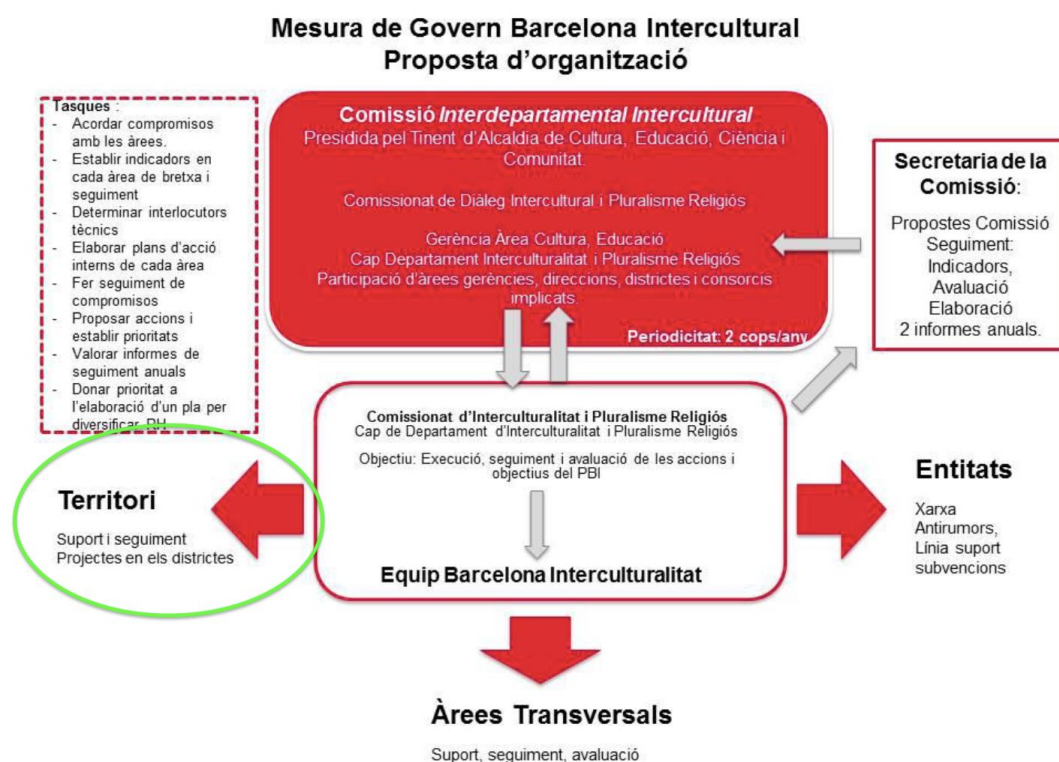 Mesura de Govern Barcelona Intercultural
Proposta d'organització
Tasques :
- Acordar compromisos
amb les àrees.
- Establir indicadors en
cada àrea de bretxa i
seguiment
- Determinar interlocutors
tècnics
- Elaborar plans d'acció
interns de cada àrea
- Fer seguiment de
compromisos
- Proposar accions i
establir prioritats
- Valorar informes de
seguiment anuals
- Donar prioritat a
l'elaboració d'un pla per
diversificar RH
Comissió Interdepartamental Intercultural
Presidida pel Tinent d'Alcaldia de Cultura, Educació, Ciència i
Comunitat.
Comissionat de Diàleg Intercultural i Pluralisme Religiós
Gerència Àrea Cultura, Educació
Cap Departament Interculturalitat i Pluralisme Religiós
Participació d'àrees gerències, direccions, districtes i consorcis
implicats.
Periodicitat: 2 cops/any
Secretaria de la
Comissió:
Propostes Comissió
Seguiment:
Indicadors,
Avaluació
Elaboració
2 informes anuals.
Comissionat d'Interculturalitat i Pluralisme Religiós
Cap de Departament d'Interculturalitat i Pluralisme Religiós
Objectiu: Execució, seguiment i avaluació de les accions i
objectius del PBI
Equip Barcelona Interculturalitat
Territori
Suport i seguiment
Projectes en els districtes
Entitats
Xarxa
Antirumors,
Línia suport
subvencions
Àrees Transversals
Suport, seguiment, avaluació